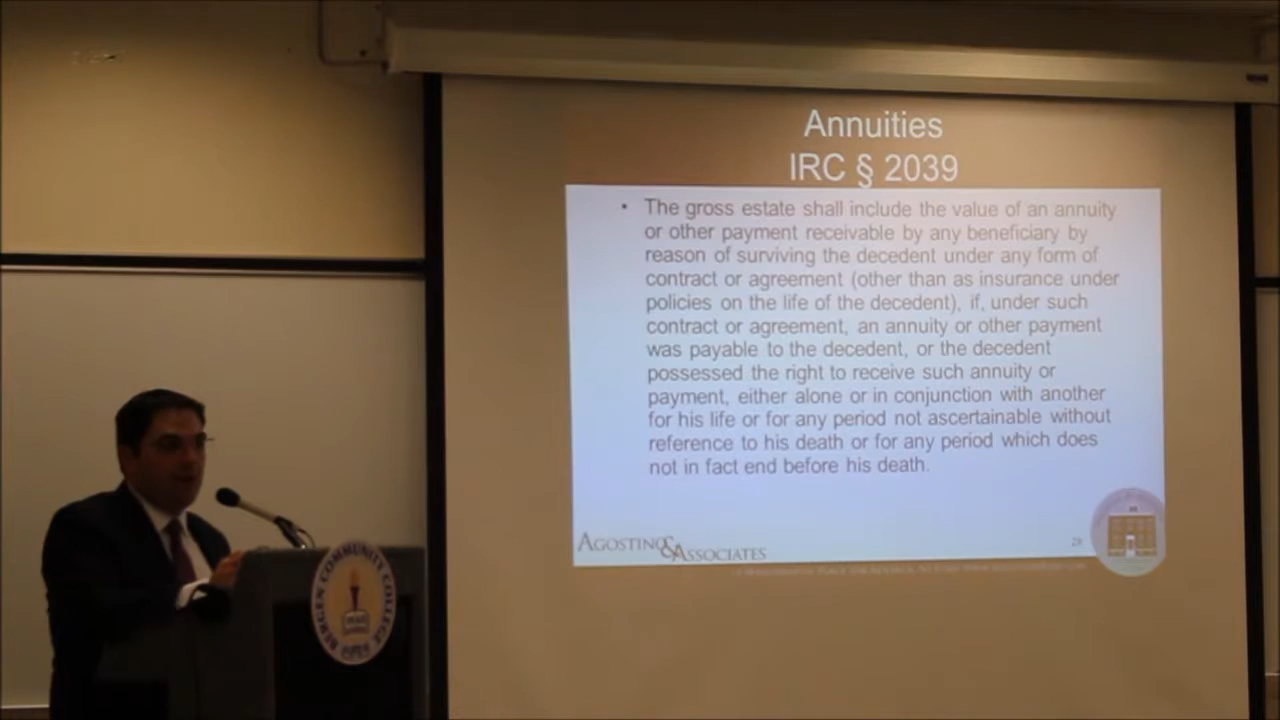 Annuities
IRC § 2039
• The gross estate shall include the value of an annuity
or other payment receivable by any beneficiary by
reason of surviving the decedent under any form of
contract or agreement (other than as insurance under
policies on the life of the decedent), if, under such
contract or agreement, an annuity or other payment
was payable to the decedent, or the decedent
possessed the right to receive such annuity or
payment, either alone or in conjunction with another
for his life or for any period not ascertainable without
reference to his death or for any period which does
not in fact end before his death.
AGOSTINO & ASSOCIATES
BERGEN COMMUNITY COLLEGE